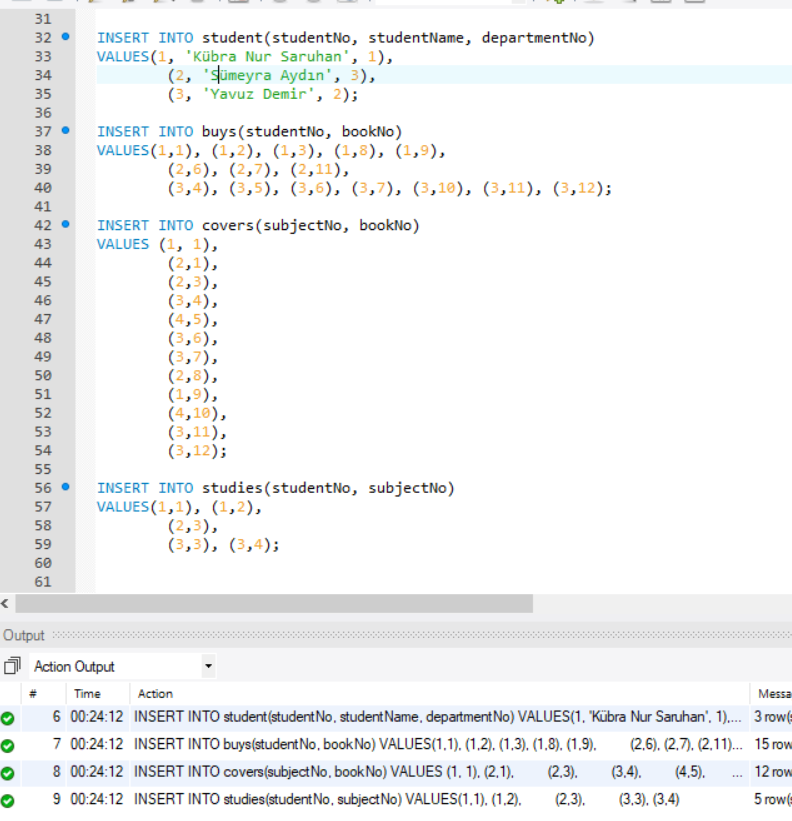 31
32 INSERT INTO student(studentNo, studentName, departmentNo)
33 VALUES(1, 'Kübra Nur Saruhan', 1),
34 (2, 'Sümeyra Aydın', 3),
35 (3, 'Yavuz Demir', 2);
36
37 INSERT INTO buys(studentNo, bookNo)
38 VALUES(1,1), (1,2), (1,3), (1,8), (1,9),
39 (2,6), (2,7), (2,11),
40 (3,4), (3,5), (3,6), (3,7), (3,10), (3,11), (3,12);
41
42 INSERT INTO covers(subjectNo, bookNo)
43 VALUES (1, 1),
44 (2,1),
45 (2,3),
46 (3,4),
47 (4,5),
48 (3,6),
49 (3,7),
50 (2,8),
51 (1,9),
52 (4,10),
53 (3,11),
54 (3,12);
55
56 INSERT INTO studies(studentNo, subjectNo)
57 VALUES(1,1), (1,2),
58 (2,3),
59 (3,3), (3,4);
60
61
Output
Action Output
# Time Action Messa
6 00:24:12 INSERT INTO student(studentNo, studentName, departmentNo) VALUES(1, 'Kübra Nur Saruhan', 1),... 3 row(s
7 00:24:12 INSERT INTO buys(studentNo, bookNo) VALUES(1,1), (1,2), (1,3), (1,8), (1,9), (2,6), (2,7), (2,11)... 15 row
8 00:24:12 INSERT INTO covers(subjectNo, bookNo) VALUES (1, 1), (2,1), (2,3), (3,4), (4,5), ... 12 row
9 00:24:12 INSERT INTO studies(studentNo, subjectNo) VALUES(1,1), (1,2), (2,3), (3,3), (3,4) 5 row(s